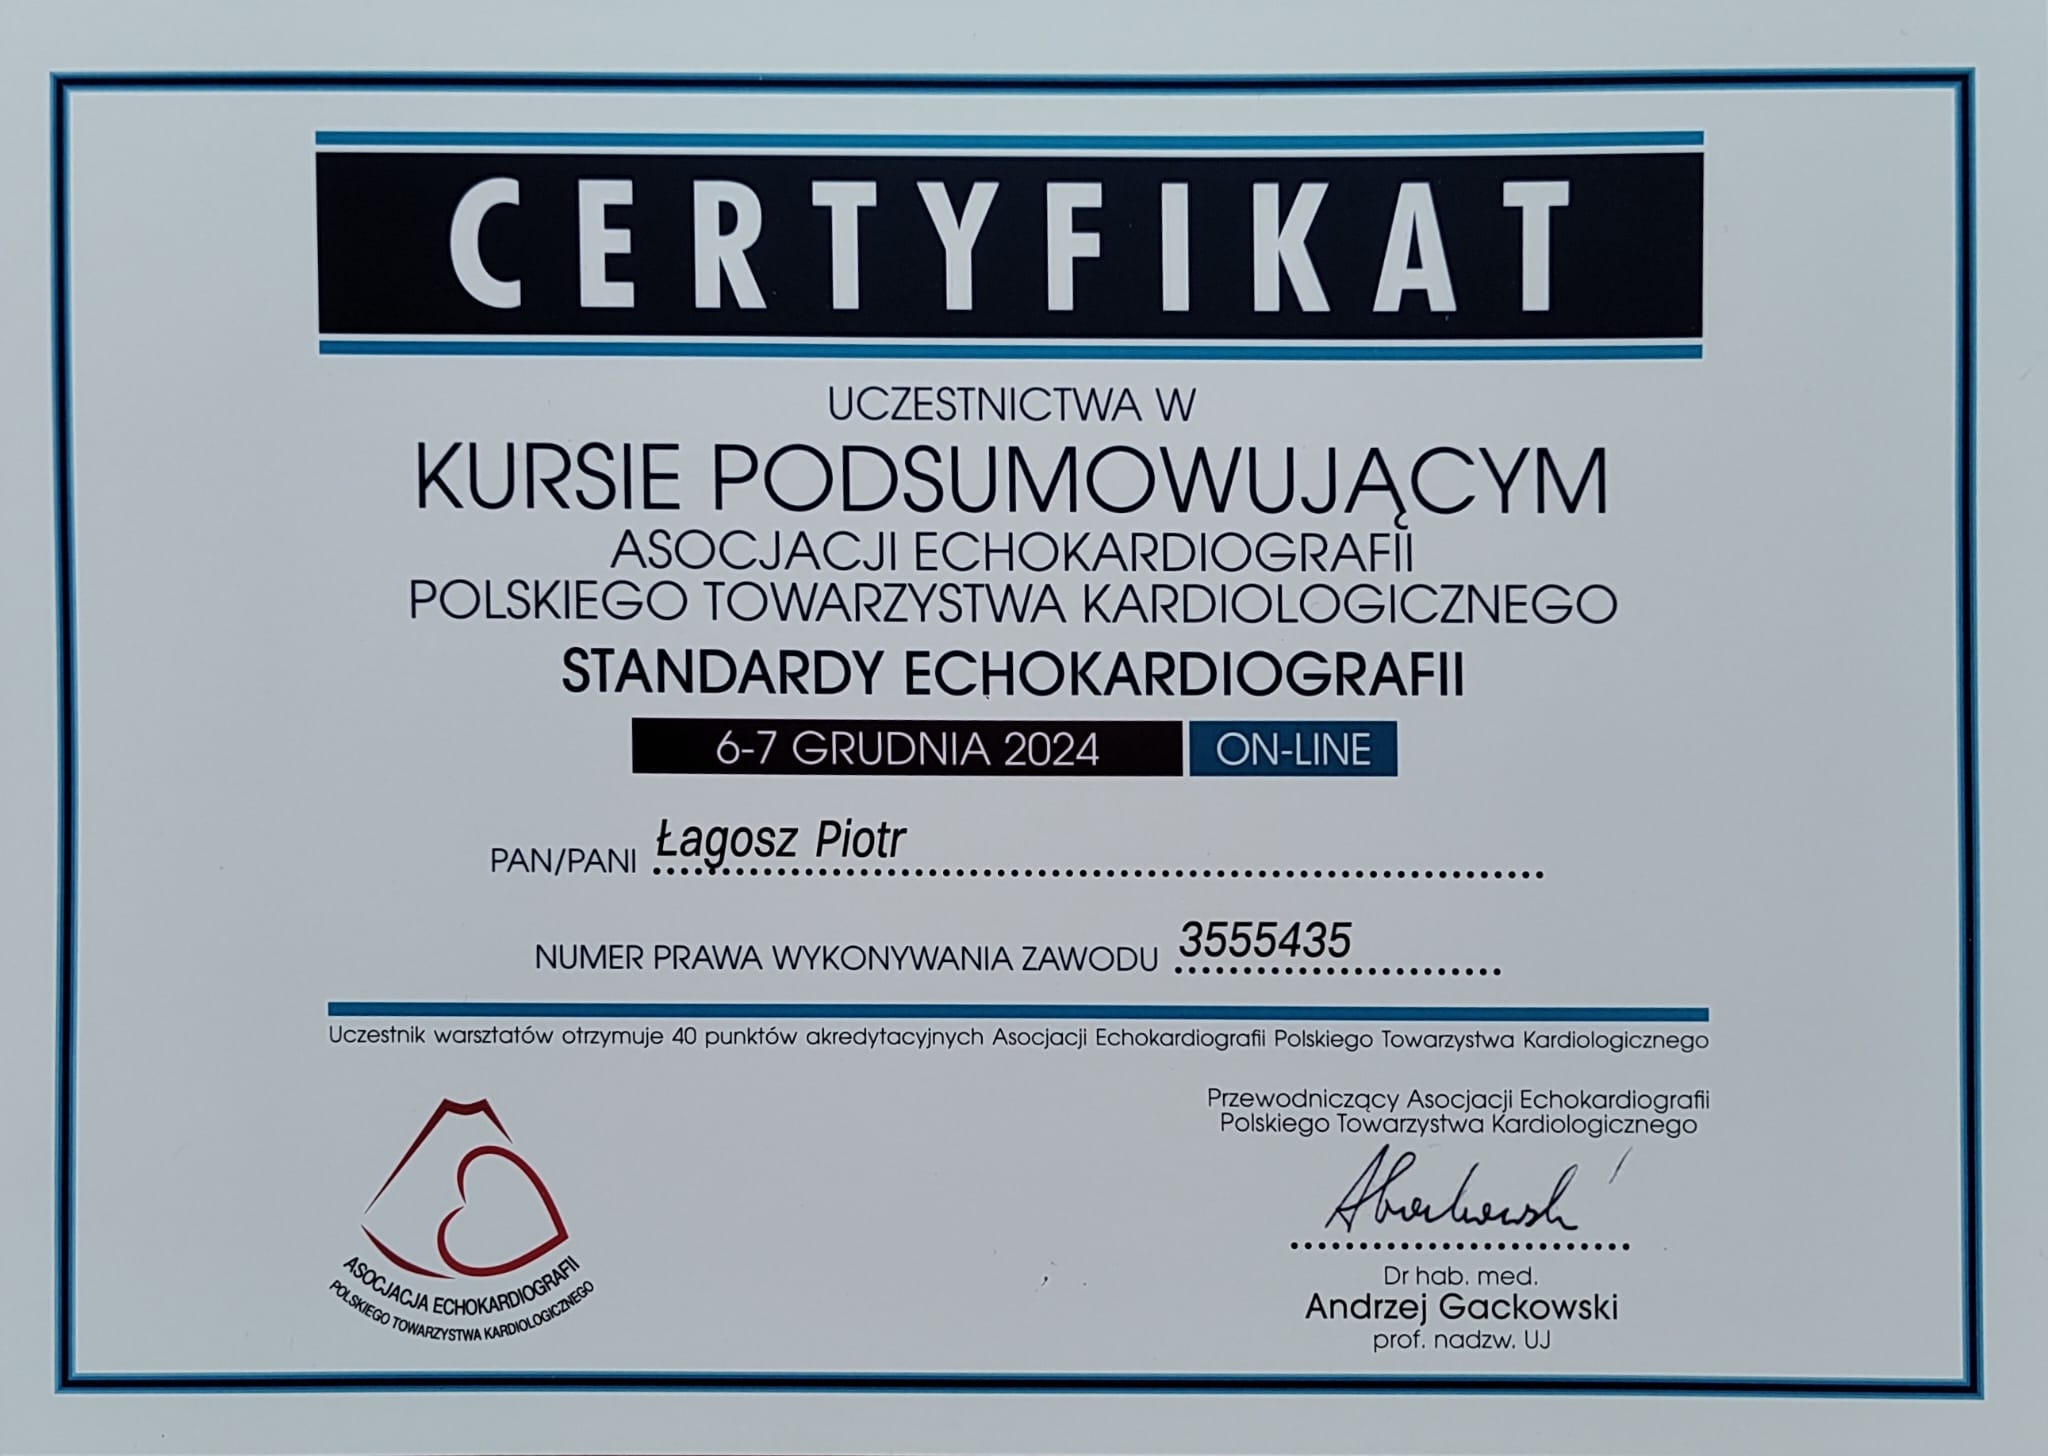 CERTYFIKAT
UCZESTNICTWA W
KURSIE PODSUMOWUJĄCYM
ASOCJACJI ECHOKARDIOGRAFII
POLSKIEGO TOWARZYSTWA KARDIOLOGICZNEGO
STANDARDY ECHOKARDIOGRAFII
6-7 GRUDNIA 2024 ON-LINE
PAN/PANI Łagosz Piotr
NUMER PRAWA WYKONYWANIA ZAWODU 3555435
Uczestnik warsztatów otrzymuje 40 punktów akredytacyjnych Asocjacji Echokardiografii Polskiego Towarzystwa Kardiologicznego
Przewodniczący Asocjacji Echokardiografii
Polskiego Towarzystwa Kardiologicznego
Dr hab. med.
Andrzej Gackowski
prof. nadzw. UJ
ASOCJACJA ECHOKARDIOGRAFII
POLSKIEGO TOWARZYSTWA KARDIOLOGICZNEGO